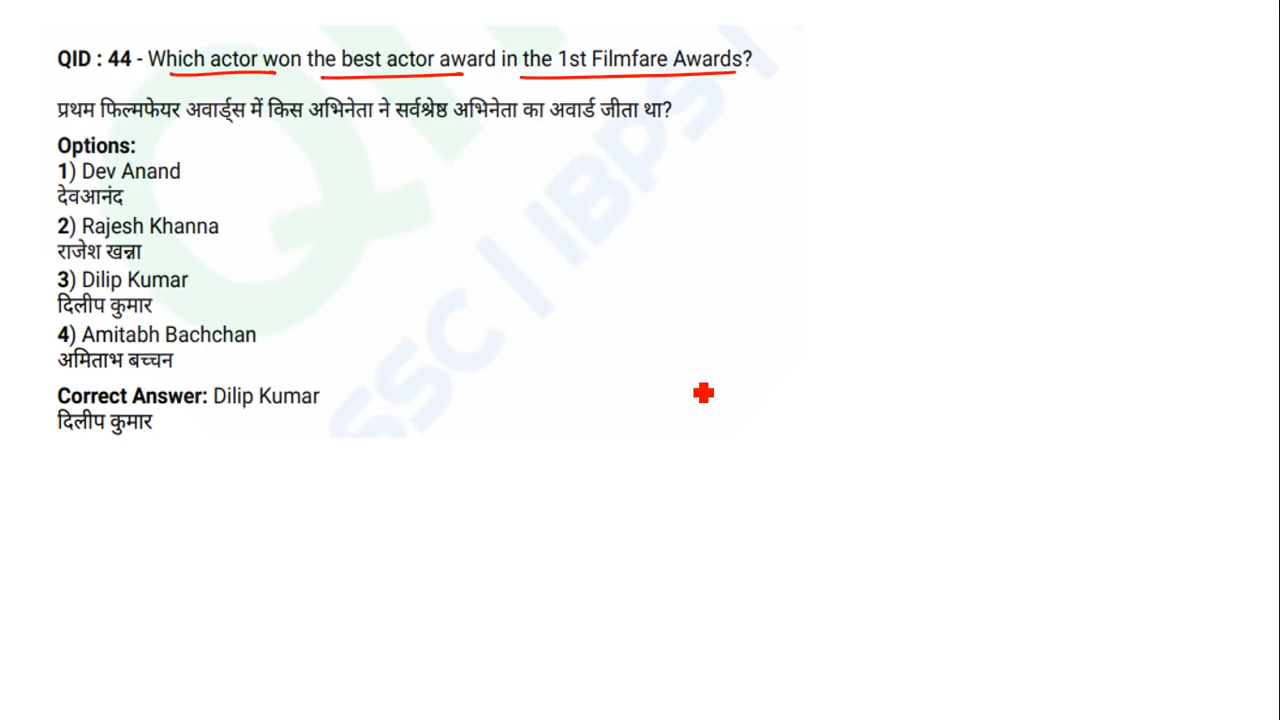 QID : 44 - Which actor won the best actor award in the 1st Filmfare Awards?
प्रथम फिल्मफेयर अवार्ड्स में किस अभिनेता ने सर्वश्रेष्ठ अभिनेता का अवार्ड जीता था?
Options:
1) Dev Anand
देवआनंद
2) Rajesh Khanna
राजेश खन्ना
3) Dilip Kumar
दिलीप कुमार
4) Amitabh Bachchan
अमिताभ बच्चन
Correct Answer: Dilip Kumar
दिलीप कुमार
SSC | IBPS |